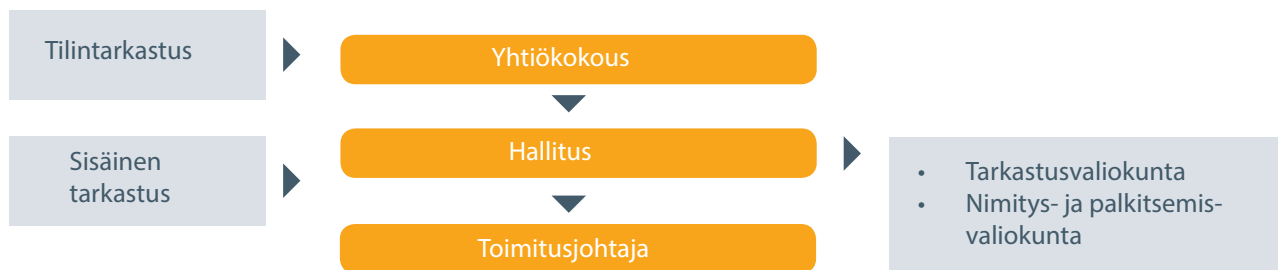 Tilintarkastus
Yhtiökokous
Sisäinen
tarkastus
Hallitus
• Tarkastusvaliokunta
• Nimitys- ja palkitsemis-
valiokunta
Toimitusjohtaja